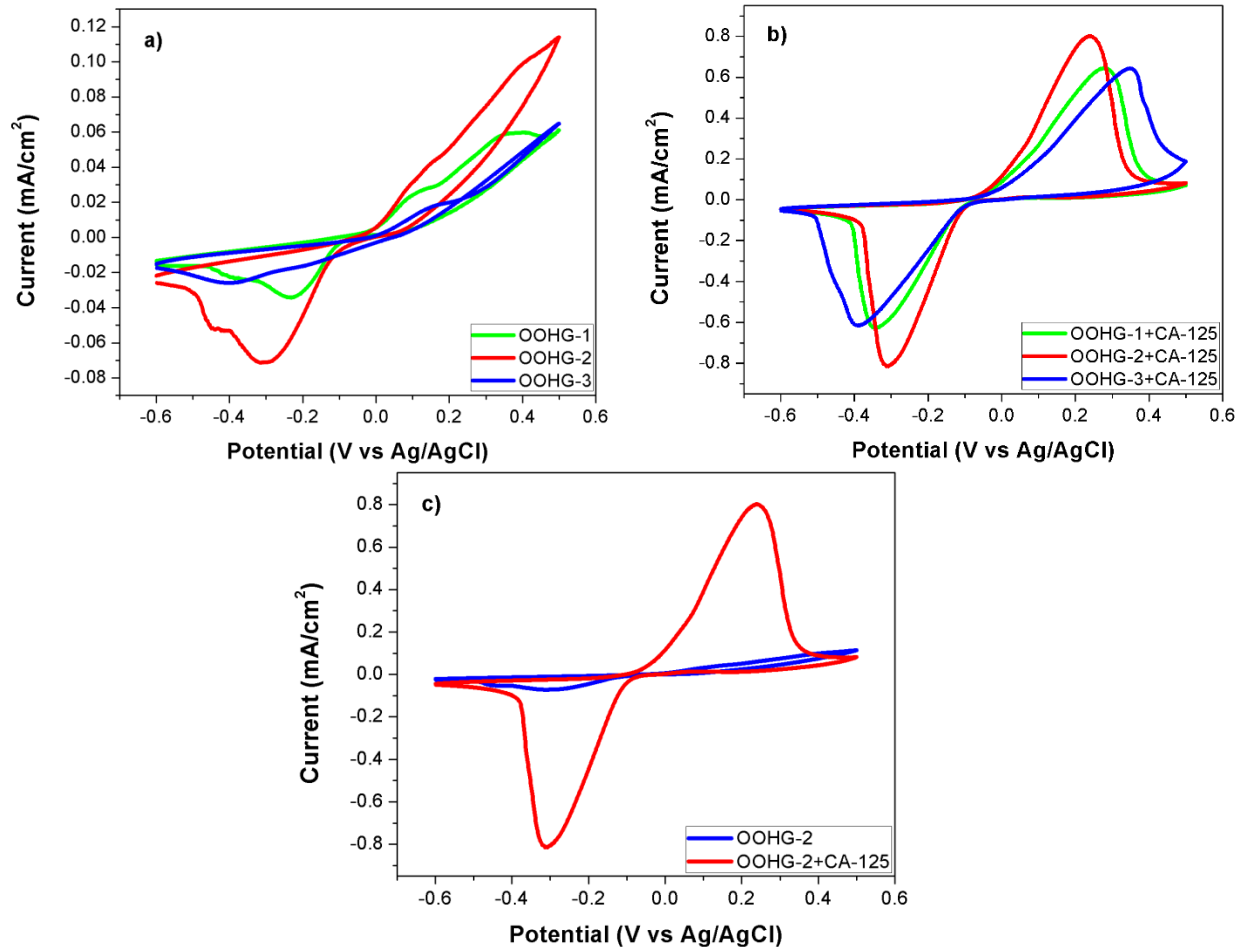 a)
0.12
0.10
0.08
0.06
0.04
0.02
0.00
-0.02
-0.04
-0.06
-0.08
Current (mA/cm²)
-0.6 -0.4 -0.2 0.0 0.2 0.4 0.6
Potential (V vs Ag/AgCl)
OOHG-1
OOHG-2
OOHG-3
b)
0.8
0.6
0.4
0.2
0.0
-0.2
-0.4
-0.6
-0.8
Current (mA/cm²)
-0.6 -0.4 -0.2 0.0 0.2 0.4 0.6
Potential (V vs Ag/AgCl)
OOHG-1+CA-125
OOHG-2+CA-125
OOHG-3+CA-125
c)
0.8
0.6
0.4
0.2
0.0
-0.2
-0.4
-0.6
-0.8
Current (mA/cm²)
-0.6 -0.4 -0.2 0.0 0.2 0.4 0.6
Potential (V vs Ag/AgCl)
OOHG-2
OOHG-2+CA-125